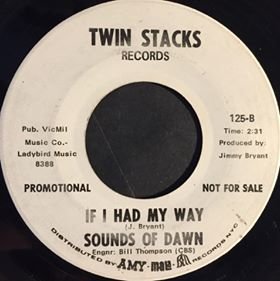 TWIN STACKS
RECORDS
Pub. VicMil
Music Co.-
Ladybird Music
8388
125-B
Time: 2:31
Produced by:
Jimmy Bryant
PROMOTIONAL
NOT FOR SALE
IF I HAD MY WAY
(J. Bryant)
SOUNDS OF DAWN
Engnr: Bill Thompson (CBS)
DISTRIBUTED BY AMY-mala-Bell RECORDS NYC